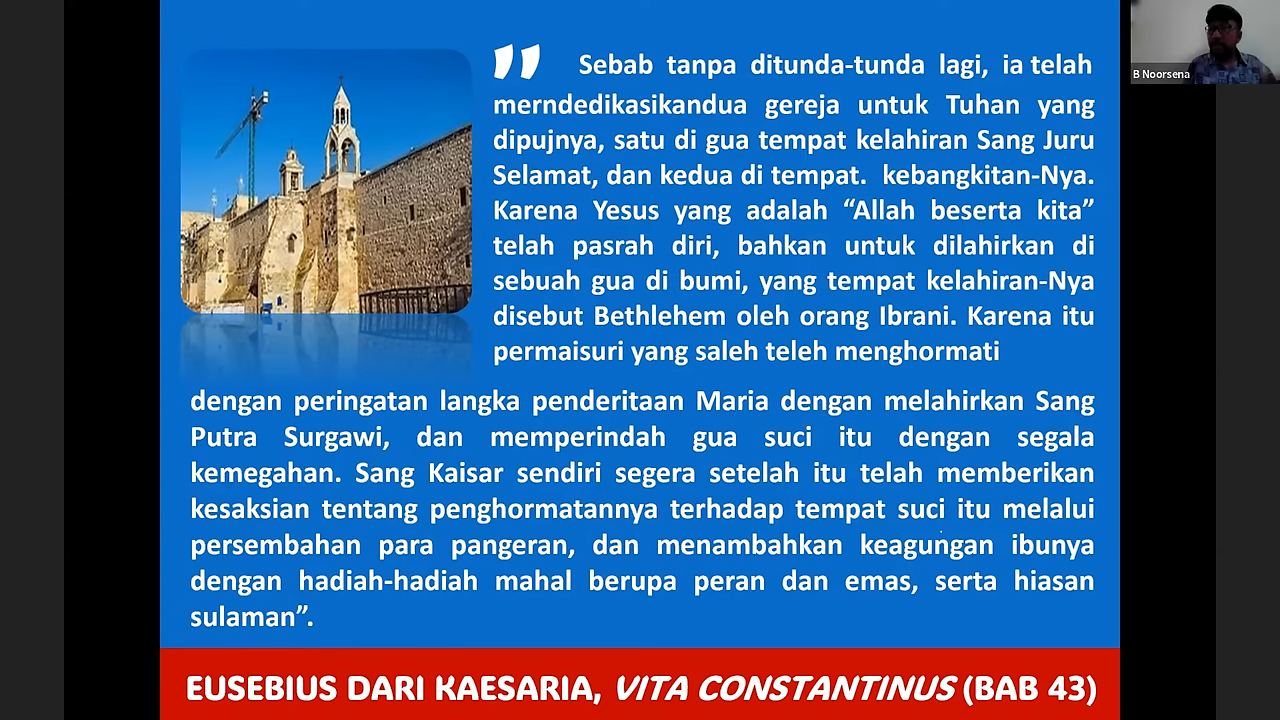 B Noorsena
" Sebab tanpa ditunda-tunda lagi, ia telah
merndedikasikandua gereja untuk Tuhan yang
dipujnya, satu di gua tempat kelahiran Sang Juru
Selamat, dan kedua di tempat. kebangkitan-Nya.
Karena Yesus yang adalah “Allah beserta kita”
telah pasrah diri, bahkan untuk dilahirkan di
sebuah gua di bumi, yang tempat kelahiran-Nya
disebut Bethlehem oleh orang Ibrani. Karena itu
permaisuri yang saleh teleh menghormati
dengan peringatan langka penderitaan Maria dengan melahirkan Sang
Putra Surgawi, dan memperindah gua suci itu dengan segala
kemegahan. Sang Kaisar sendiri segera setelah itu telah memberikan
kesaksian tentang penghormatannya terhadap tempat suci itu melalui
persembahan para pangeran, dan menambahkan keagungan ibunya
dengan hadiah-hadiah mahal berupa peran dan emas, serta hiasan
sulaman”.
EUSEBIUS DARI KAESARIA, VITA CONSTANTINUS (BAB 43)